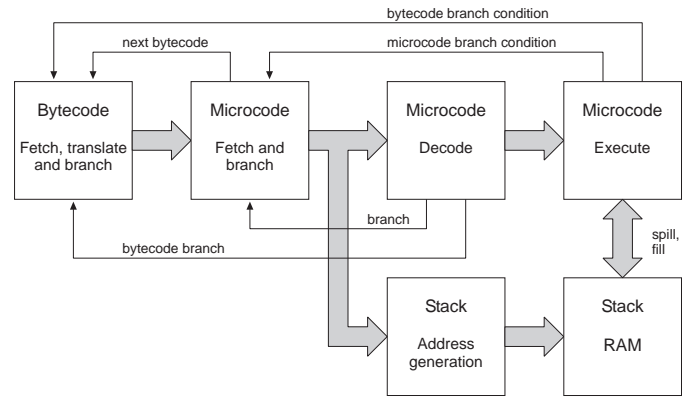 bytecode branch condition
next bytecode
microcode branch condition
Bytecode
Fetch, translate
and branch
Microcode
Fetch and
branch
Microcode
Decode
Microcode
Execute
branch
bytecode branch
spill,
fill
Stack
Address
generation
Stack
RAM